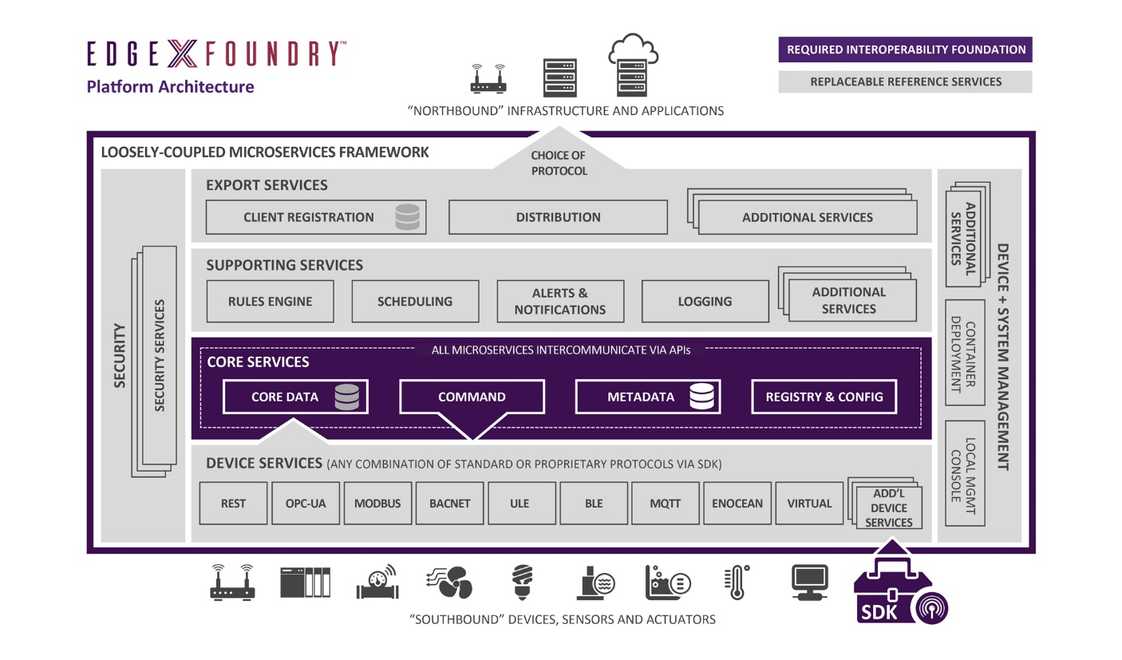 EDGE X FOUNDRY™
Platform Architecture
REQUIRED INTEROPERABILITY FOUNDATION
REPLACEABLE REFERENCE SERVICES
“NORTHBOUND” INFRASTRUCTURE AND APPLICATIONS
LOOSELY-COUPLED MICROSERVICES FRAMEWORK
CHOICE OF
PROTOCOL
SECURITY
SECURITY SERVICES
EXPORT SERVICES
CLIENT REGISTRATION
DISTRIBUTION
ADDITIONAL SERVICES
SUPPORTING SERVICES
RULES ENGINE
SCHEDULING
ALERTS &
NOTIFICATIONS
LOGGING
ADDITIONAL
SERVICES
ALL MICROSERVICES INTERCOMMUNICATE VIA APIs
CORE SERVICES
CORE DATA
COMMAND
METADATA
REGISTRY & CONFIG
DEVICE SERVICES (ANY COMBINATION OF STANDARD OR PROPRIETARY PROTOCOLS VIA SDK)
REST
OPC-UA
MODBUS
BACNET
ULE
BLE
MQTT
ENOCEAN
VIRTUAL
ADD’L
DEVICE
SERVICES
DEVICE + SYSTEM MANAGEMENT
ADDITIONAL
SERVICES
CONTAINER
DEPLOYMENT
LOCAL MGMT
CONSOLE
SDK
“SOUTHBOUND” DEVICES, SENSORS AND ACTUATORS